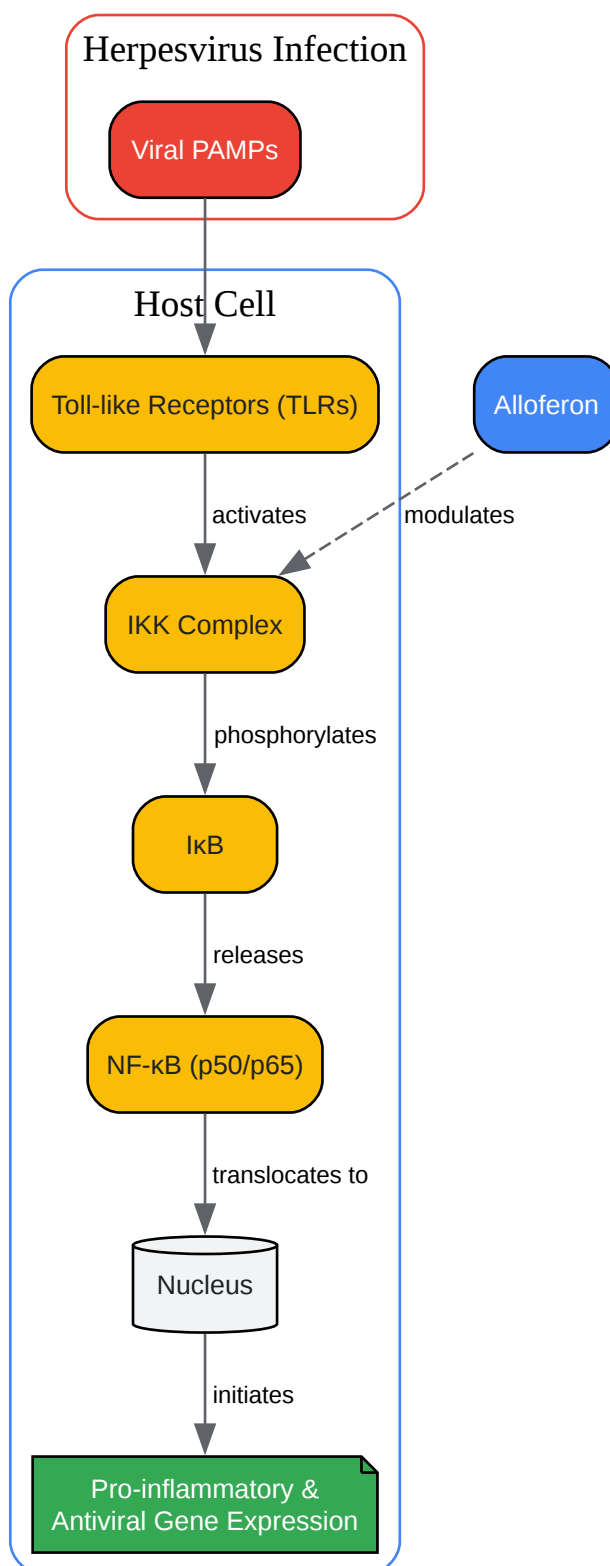 Herpesvirus Infection
Viral PAMPs
Host Cell
Toll-like Receptors (TLRs)
Alloferon
activates
modulates
IKK Complex
phosphorylates
IκB
releases
NF-κB (p50/p65)
translocates to
Nucleus
initiates
Pro-inflammatory &
Antiviral Gene Expression